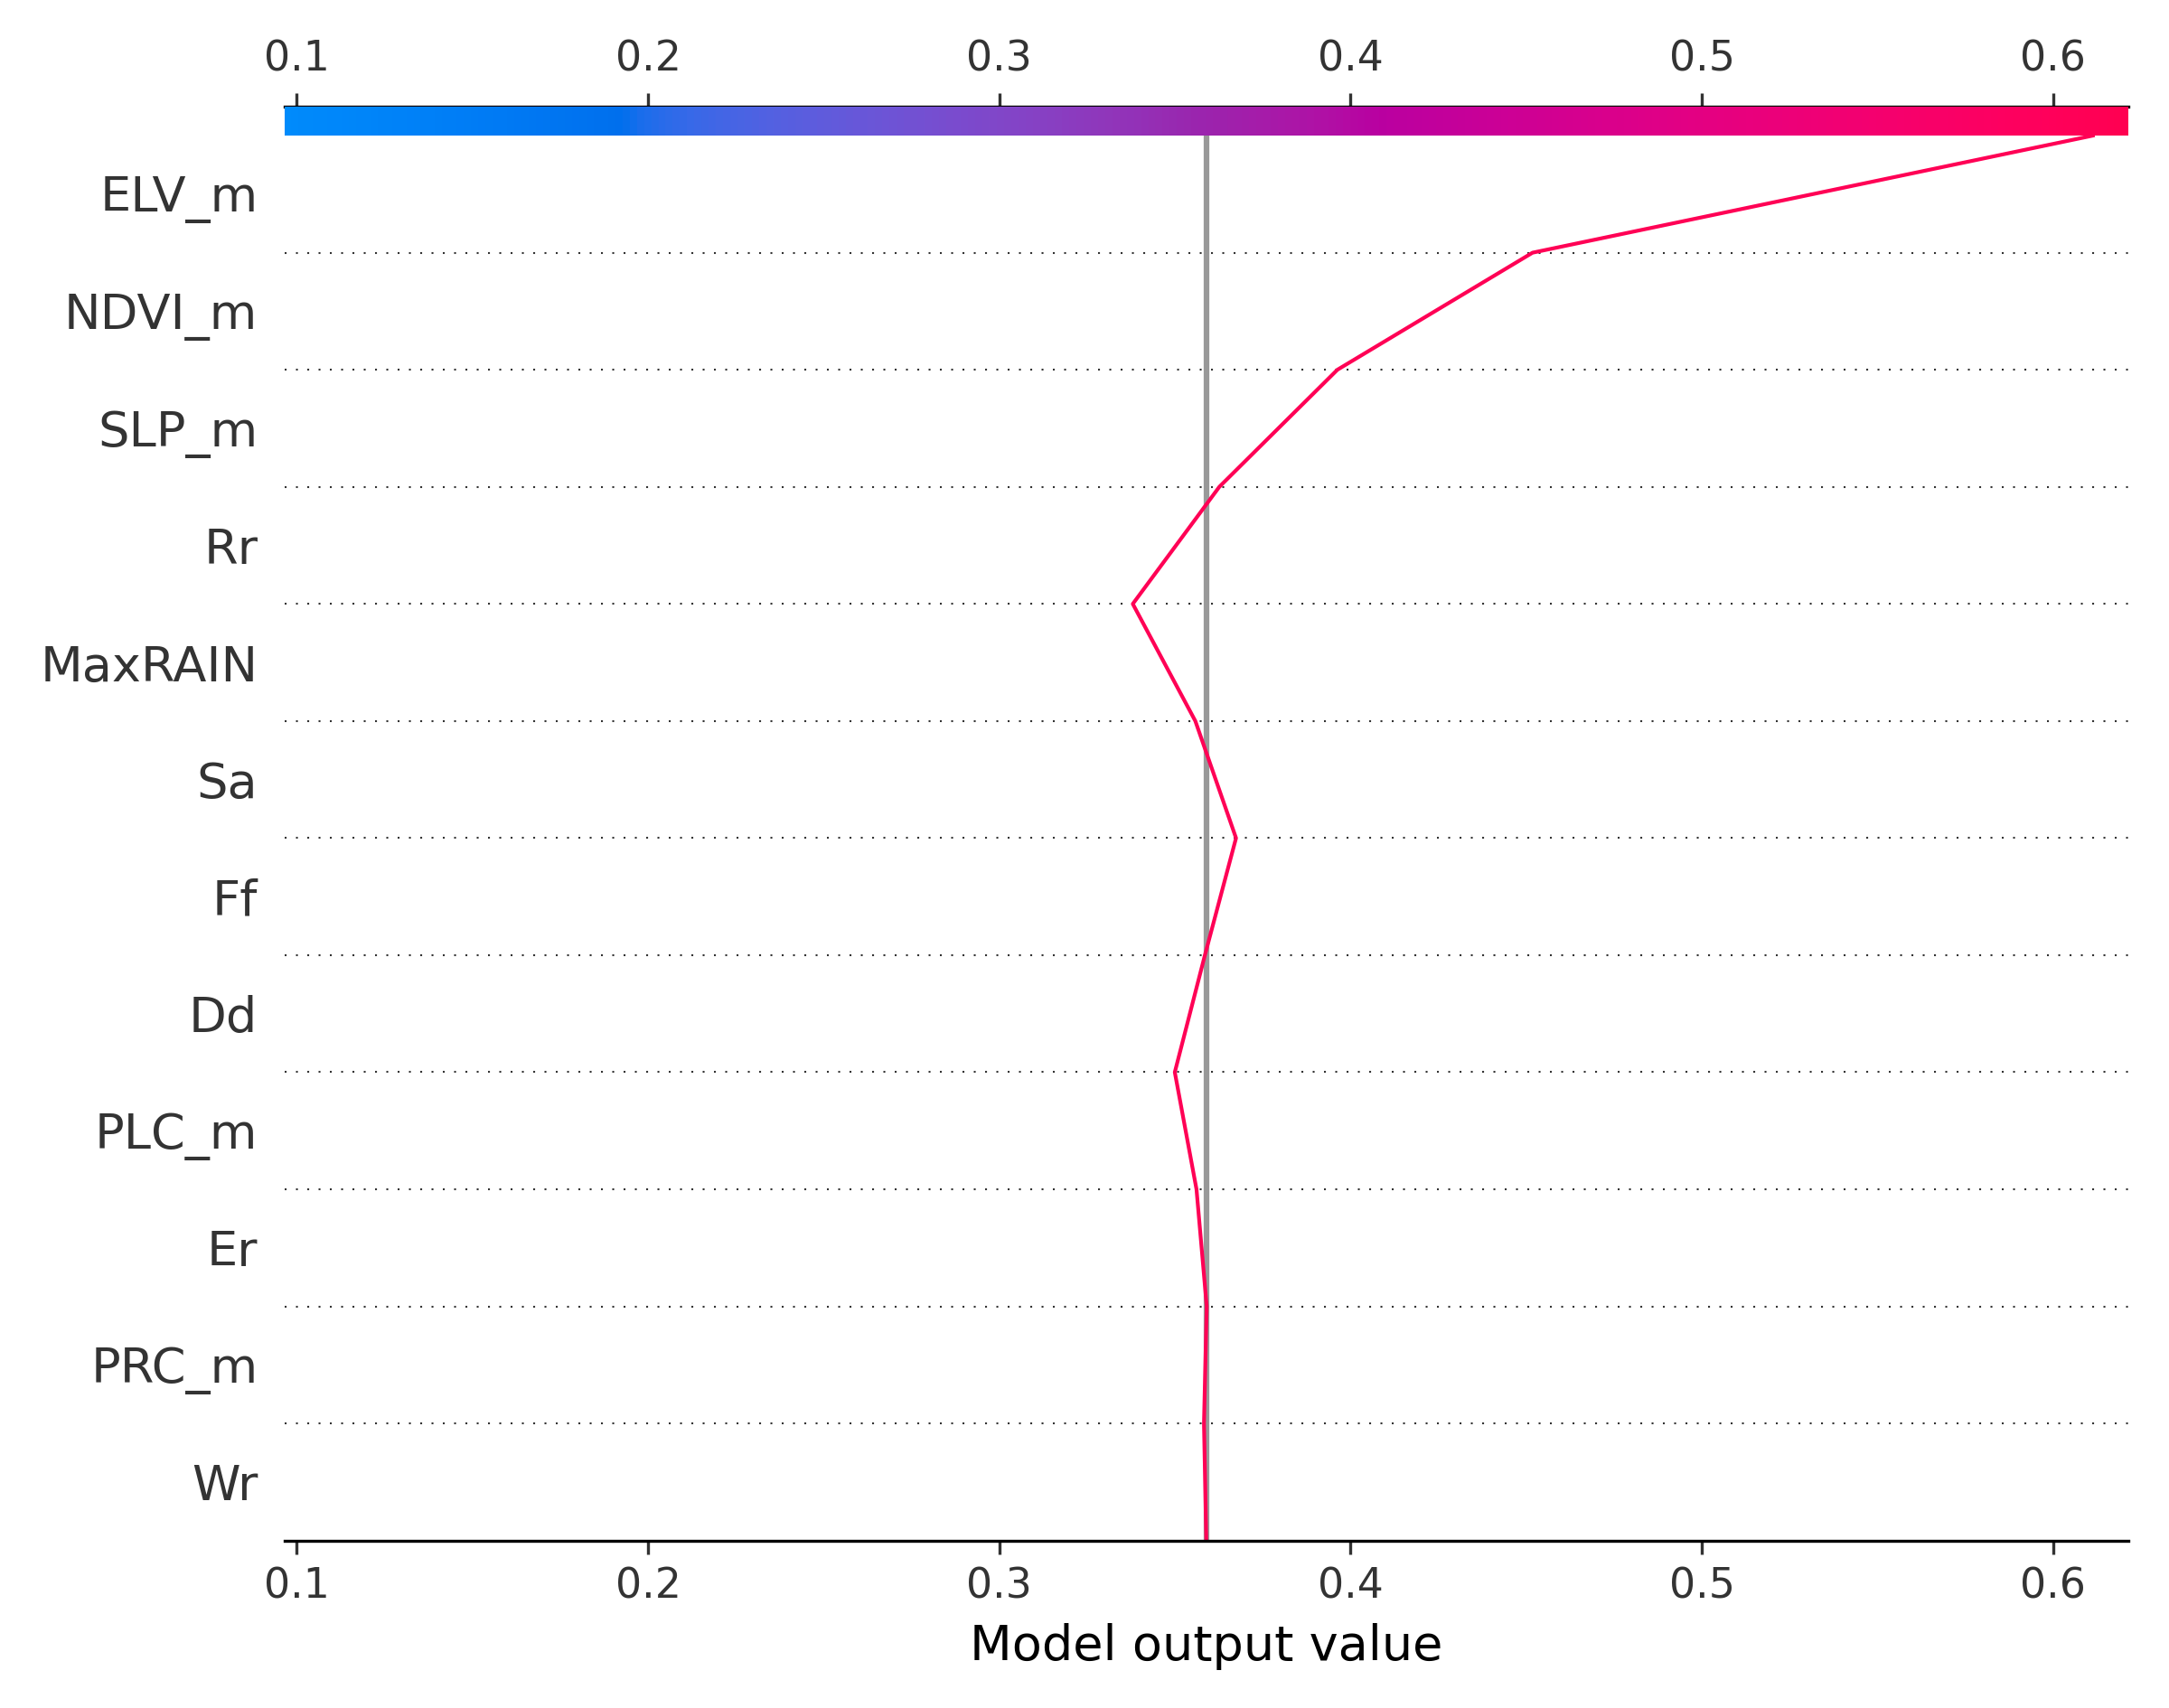 0.1 0.2 0.3 0.4 0.5 0.6
ELV_m
NDVI_m
SLP_m
Rr
MaxRAIN
Sa
Ff
Dd
PLC_m
Er
PRC_m
Wr
0.1 0.2 0.3 0.4 0.5 0.6
Model output value